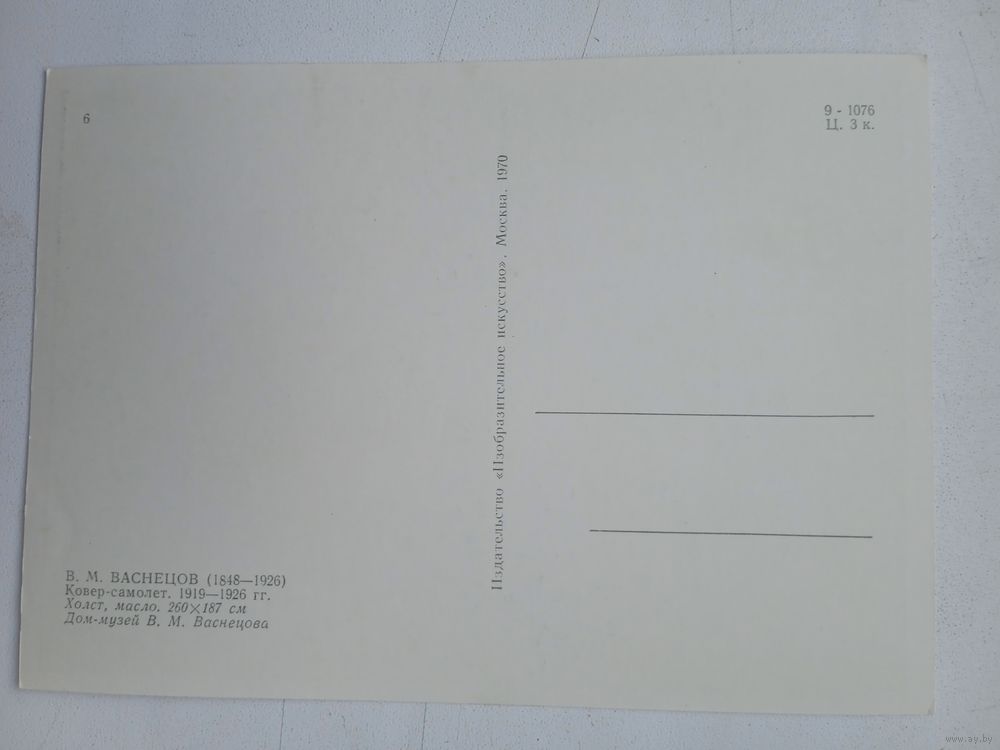 6
9 - 1076
Ц. 3 к.
Издательство «Изобразительное искусство». Москва. 1970
В. М. ВАСНЕЦОВ (1848—1926)
Ковер-самолет. 1919—1926 гг.
Холст, масло. 260×187 см
Дом-музей В. М. Васнецова
www.ay.by